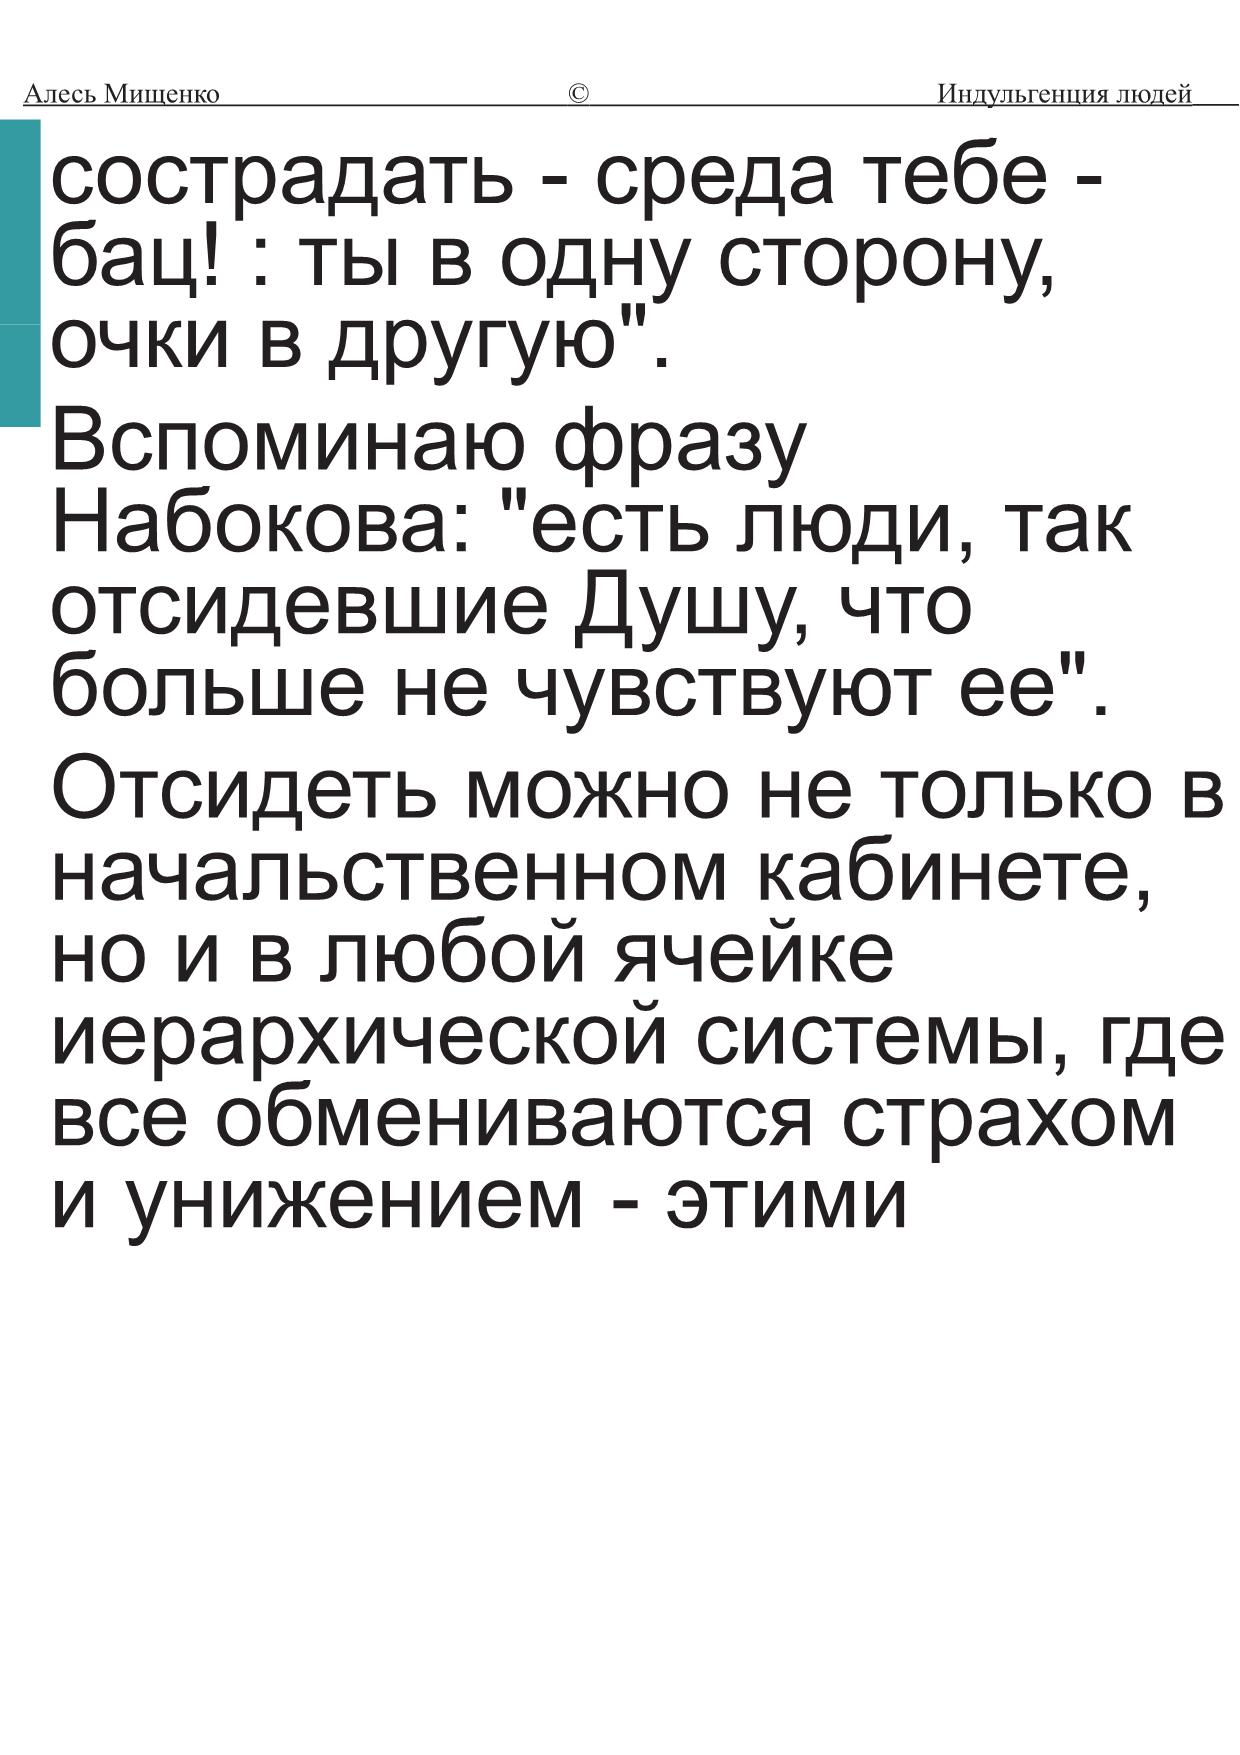 Алесь Мищенко © Индульгенция людей
сострадать - среда тебе -
бац! : ты в одну сторону,
очки в другую".
Вспоминаю фразу
Набокова: "есть люди, так
отсидевшие Душу, что
больше не чувствуют ее".
Отсидеть можно не только в
начальственном кабинете,
но и в любой ячейке
иерархической системы, где
все обмениваются страхом
и унижением - этими